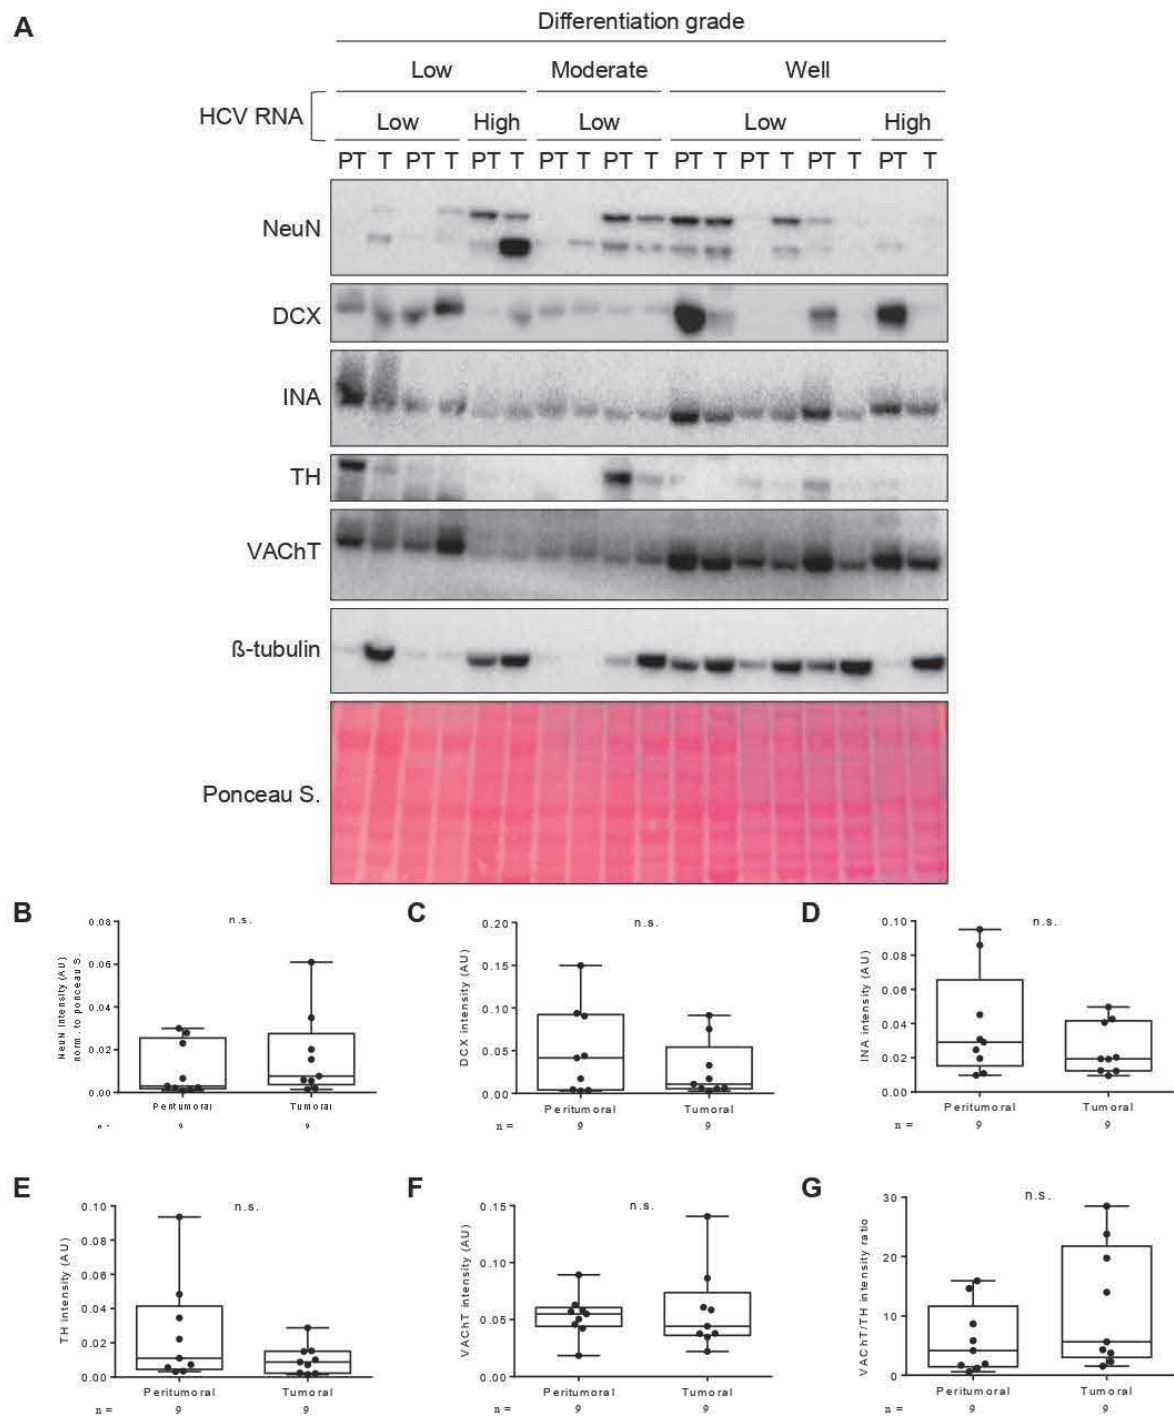 A
Differentiation grade
Low Moderate Well
HCV RNA
Low High Low Low High
PT T PT T PT T PT T PT T PT T PT T PT T PT T
NeuN
DCX
INA
TH
VAChT
ß-tubulin
Ponceau S.
B
n.s.
NeuN Intensity (AU)
norm. to ponceau S.
0.08
0.06
0.04
0.02
0.00
Peritumoral Tumoral
9 9
C
n.s.
DCX intensity (AU)
0.20
0.15
0.10
0.05
0.00
Peritumoral Tumoral
n = 9 9
D
n.s.
INA intensity (AU)
0.10
0.08
0.06
0.04
0.02
0.00
Peritumoral Tumoral
n = 9 9
E
n.s.
TH intensity (AU)
0.10
0.08
0.06
0.04
0.02
0.00
Peritumoral Tumoral
n = 9 9
F
n.s.
VAChT intensity (AU)
0.15
0.10
0.05
0.00
Peritumoral Tumoral
n = 9 9
G
n.s.
VAChT/TH intensity ratio
30
20
10
0
Peritumoral Tumoral
n = 9 9